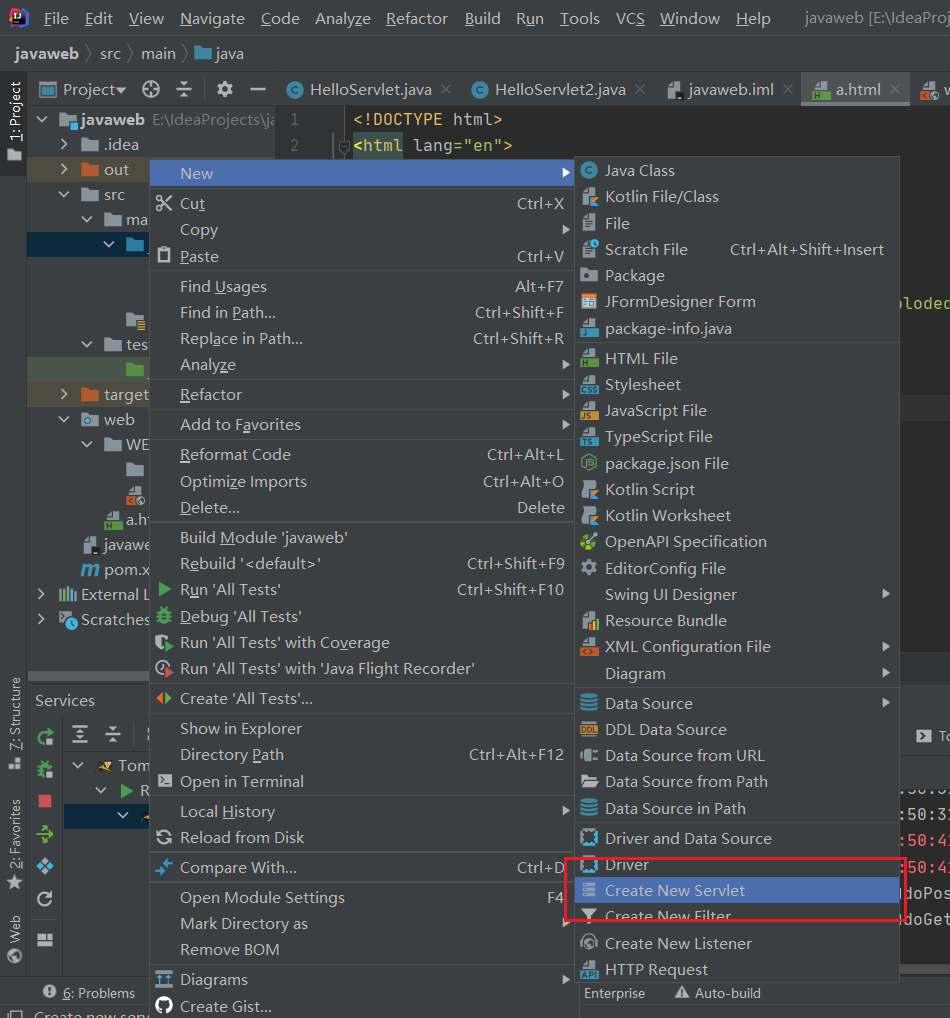 File Edit View Navigate Code Analyze Refactor Build Run Tools VCS Window Help javaweb [E:\IdeaProj
javaweb src main java
1: Project
Project
HelloServlet.java HelloServlet2.java javaweb.iml a.html
javaweb E:\IdeaProjects\ja
.idea
out
src
ma
tes
target
web
WE
a.ht
javawe
pom.x
External L
Scratches
1 <!DOCTYPE html>
2 <html lang="en">
ploded
New
Cut Ctrl+X
Copy
Paste Ctrl+V
Find Usages Alt+F7
Find in Path... Ctrl+Shift+F
Replace in Path... Ctrl+Shift+R
Analyze
Refactor
Add to Favorites
Reformat Code Ctrl+Alt+L
Optimize Imports Ctrl+Alt+O
Delete... Delete
Build Module 'javaweb'
Rebuild '<default>' Ctrl+Shift+F9
Run 'All Tests' Ctrl+Shift+F10
Debug 'All Tests'
Run 'All Tests' with Coverage
Run 'All Tests' with 'Java Flight Recorder'
Create 'All Tests'...
Show in Explorer
Directory Path Ctrl+Alt+F12
Open in Terminal
Local History
Reload from Disk
Compare With... Ctrl+D
Open Module Settings F4
Mark Directory as
Remove BOM
Diagrams
Create Gist...
Java Class
Kotlin File/Class
File
Scratch File Ctrl+Alt+Shift+Insert
Package
JFormDesigner Form
package-info.java
HTML File
Stylesheet
JavaScript File
TypeScript File
package.json File
Kotlin Script
Kotlin Worksheet
OpenAPI Specification
EditorConfig File
Swing UI Designer
Resource Bundle
XML Configuration File
Diagram
Data Source
DDL Data Source
Data Source from URL
Data Source from Path
Data Source in Path
Driver and Data Source
Driver
Create New Servlet
Create New Filter
Create New Listener
HTTP Request
7: Structure
2: Favorites
Web
Services
Tom
R
To
:50:3
:50:4
:50:4
doPos
doGet
6: Problems
Enterprise Auto-build
Create new serv